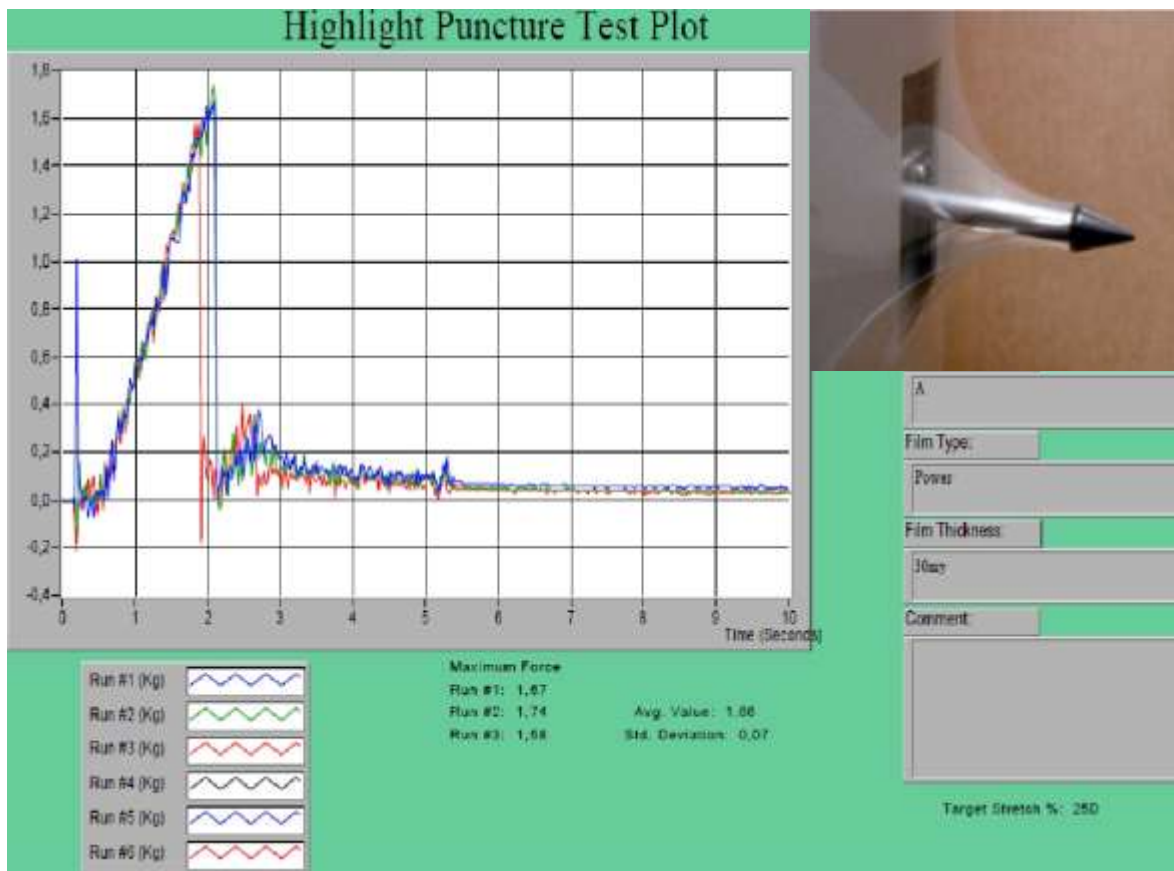 Highlight Puncture Test Plot
1,8
1,6
1,4
1,2
1,0
0,8
0,6
0,4
0,2
0,0
-0,2
-0,4
0 1 2 3 4 5 6 7 8 9 10
Time (Seconds)
A
Film Type:
Power
Film Thickness:
30my
Comment:
Run #1 (Kg)
Run #2 (Kg)
Run #3 (Kg)
Run #4 (Kg)
Run #5 (Kg)
Run #6 (Kg)
Maximum Force
Run #1: 1,67
Run #2: 1,74
Run #3: 1,58
Avg. Value: 1,66
Std. Deviation: 0,07
Target Stretch %: 250